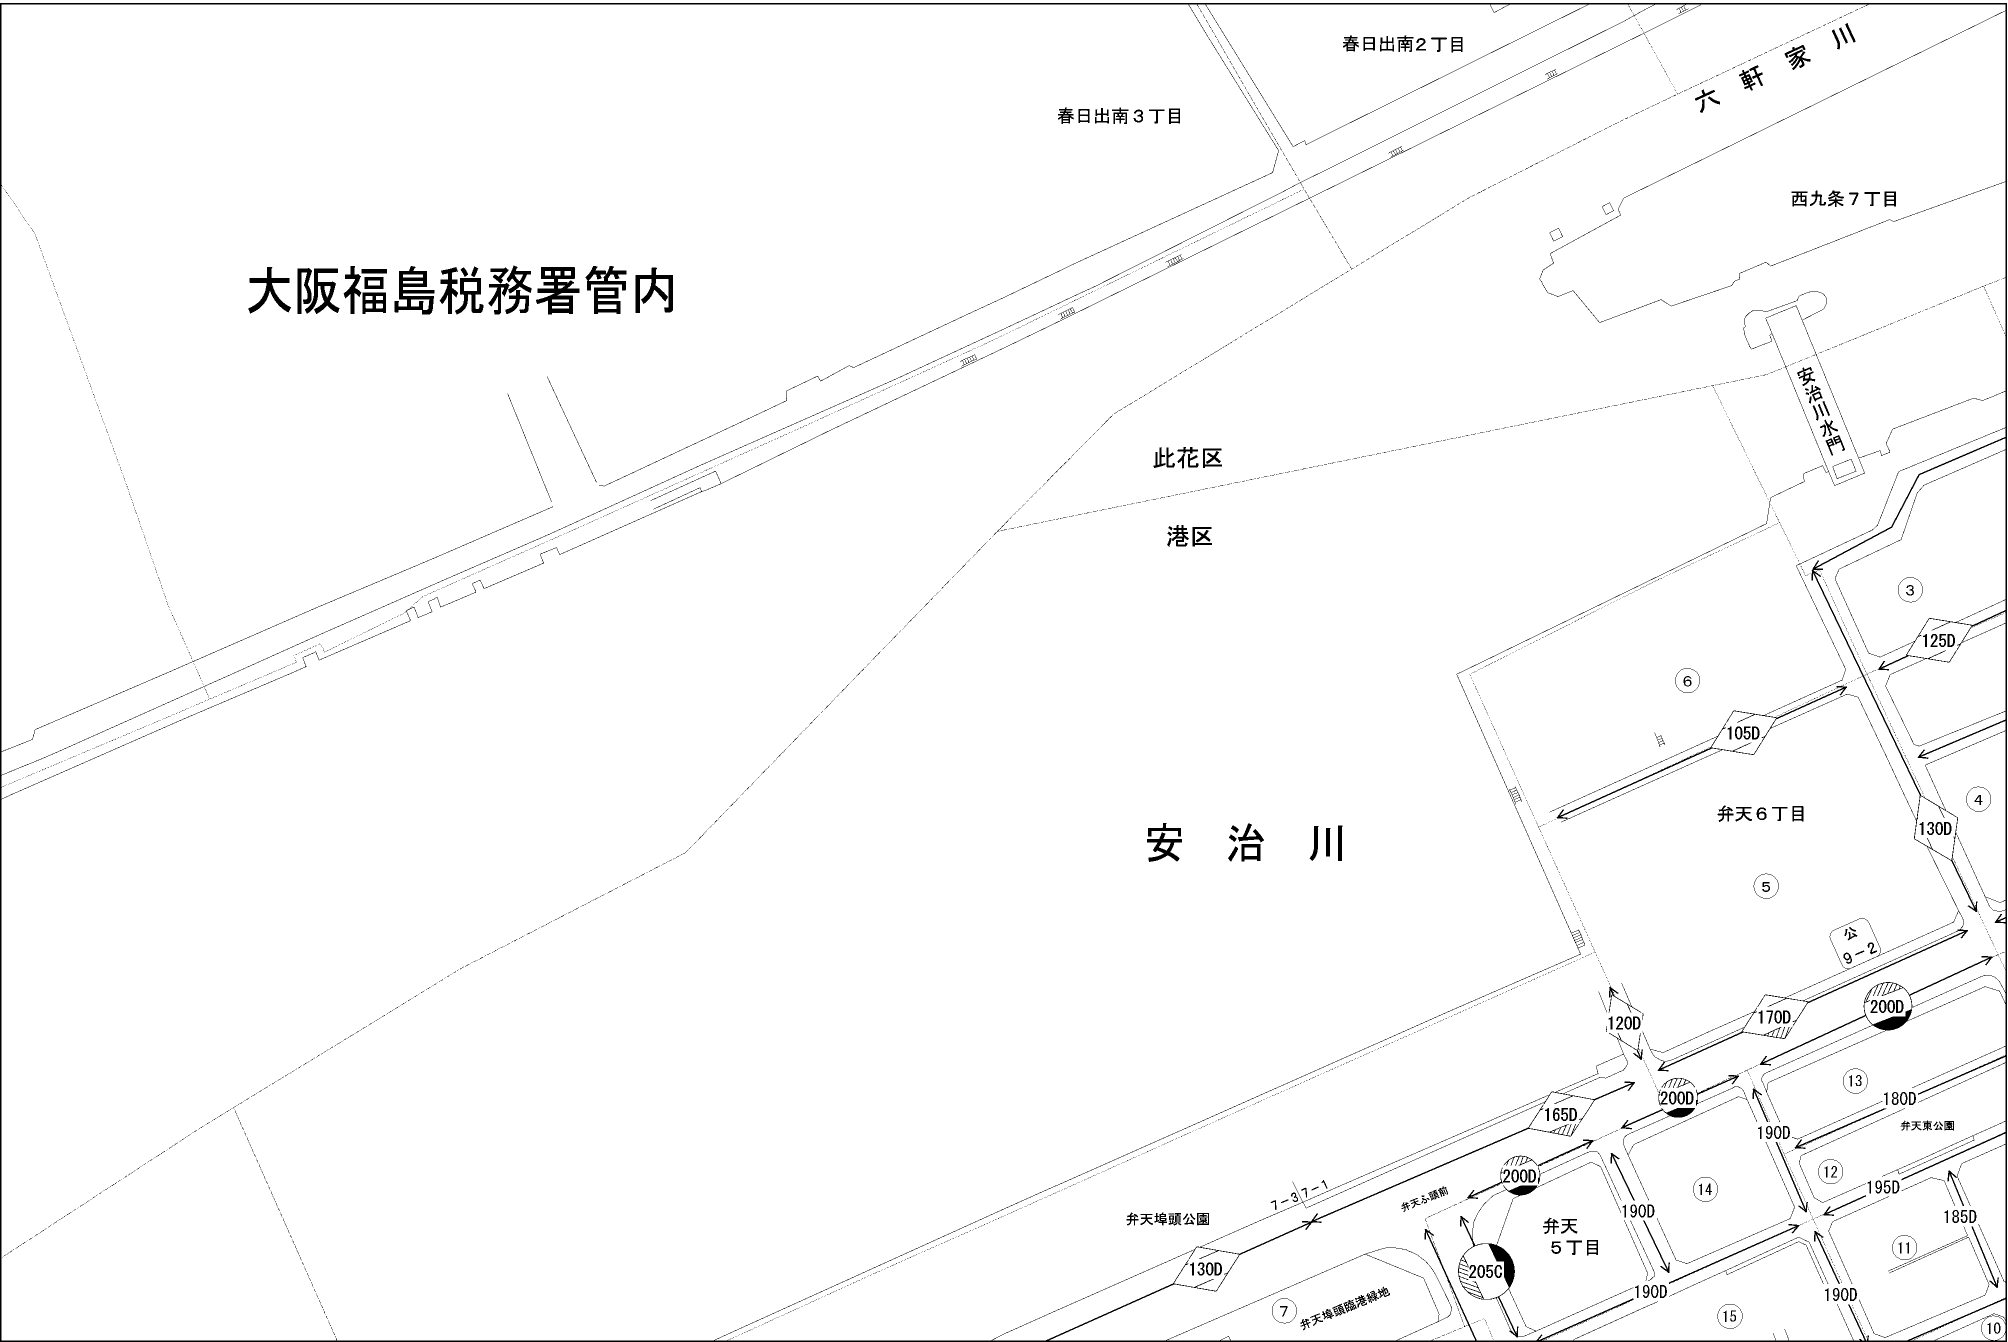 春日出南2丁目
六軒家川
春日出南3丁目
西九条7丁目
大阪福島税務署管内
安治川水門
此花区
港区
③
125D
⑥
105D
弁天6丁目
④
130D
安治川
⑤
公
9-2
120D
170D
200D
13
180D
弁天東公園
200D
165D
190D
12
195D
200D
14
190D
185D
7-3
7-1
弁天ふ頭前
弁天埠頭公園
弁天
5丁目
11
130D
205C
190D
190D
⑦
弁天埠頭臨港緑地
15
10